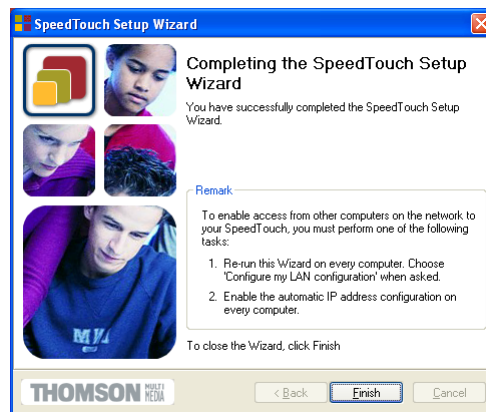 SpeedTouch Setup Wizard
Completing the SpeedTouch Setup
Wizard
You have successfully completed the SpeedTouch Setup
Wizard.
Remark
To enable access from other computers on the network to
your SpeedTouch, you must perform one of the following
tasks:
1. Re-run this Wizard on every computer. Choose
'Configure my LAN configuration' when asked.
2. Enable the automatic IP address configuration on
every computer.
To close the Wizard, click Finish
THOMSON MULTI MEDIA
< Back Finish Cancel